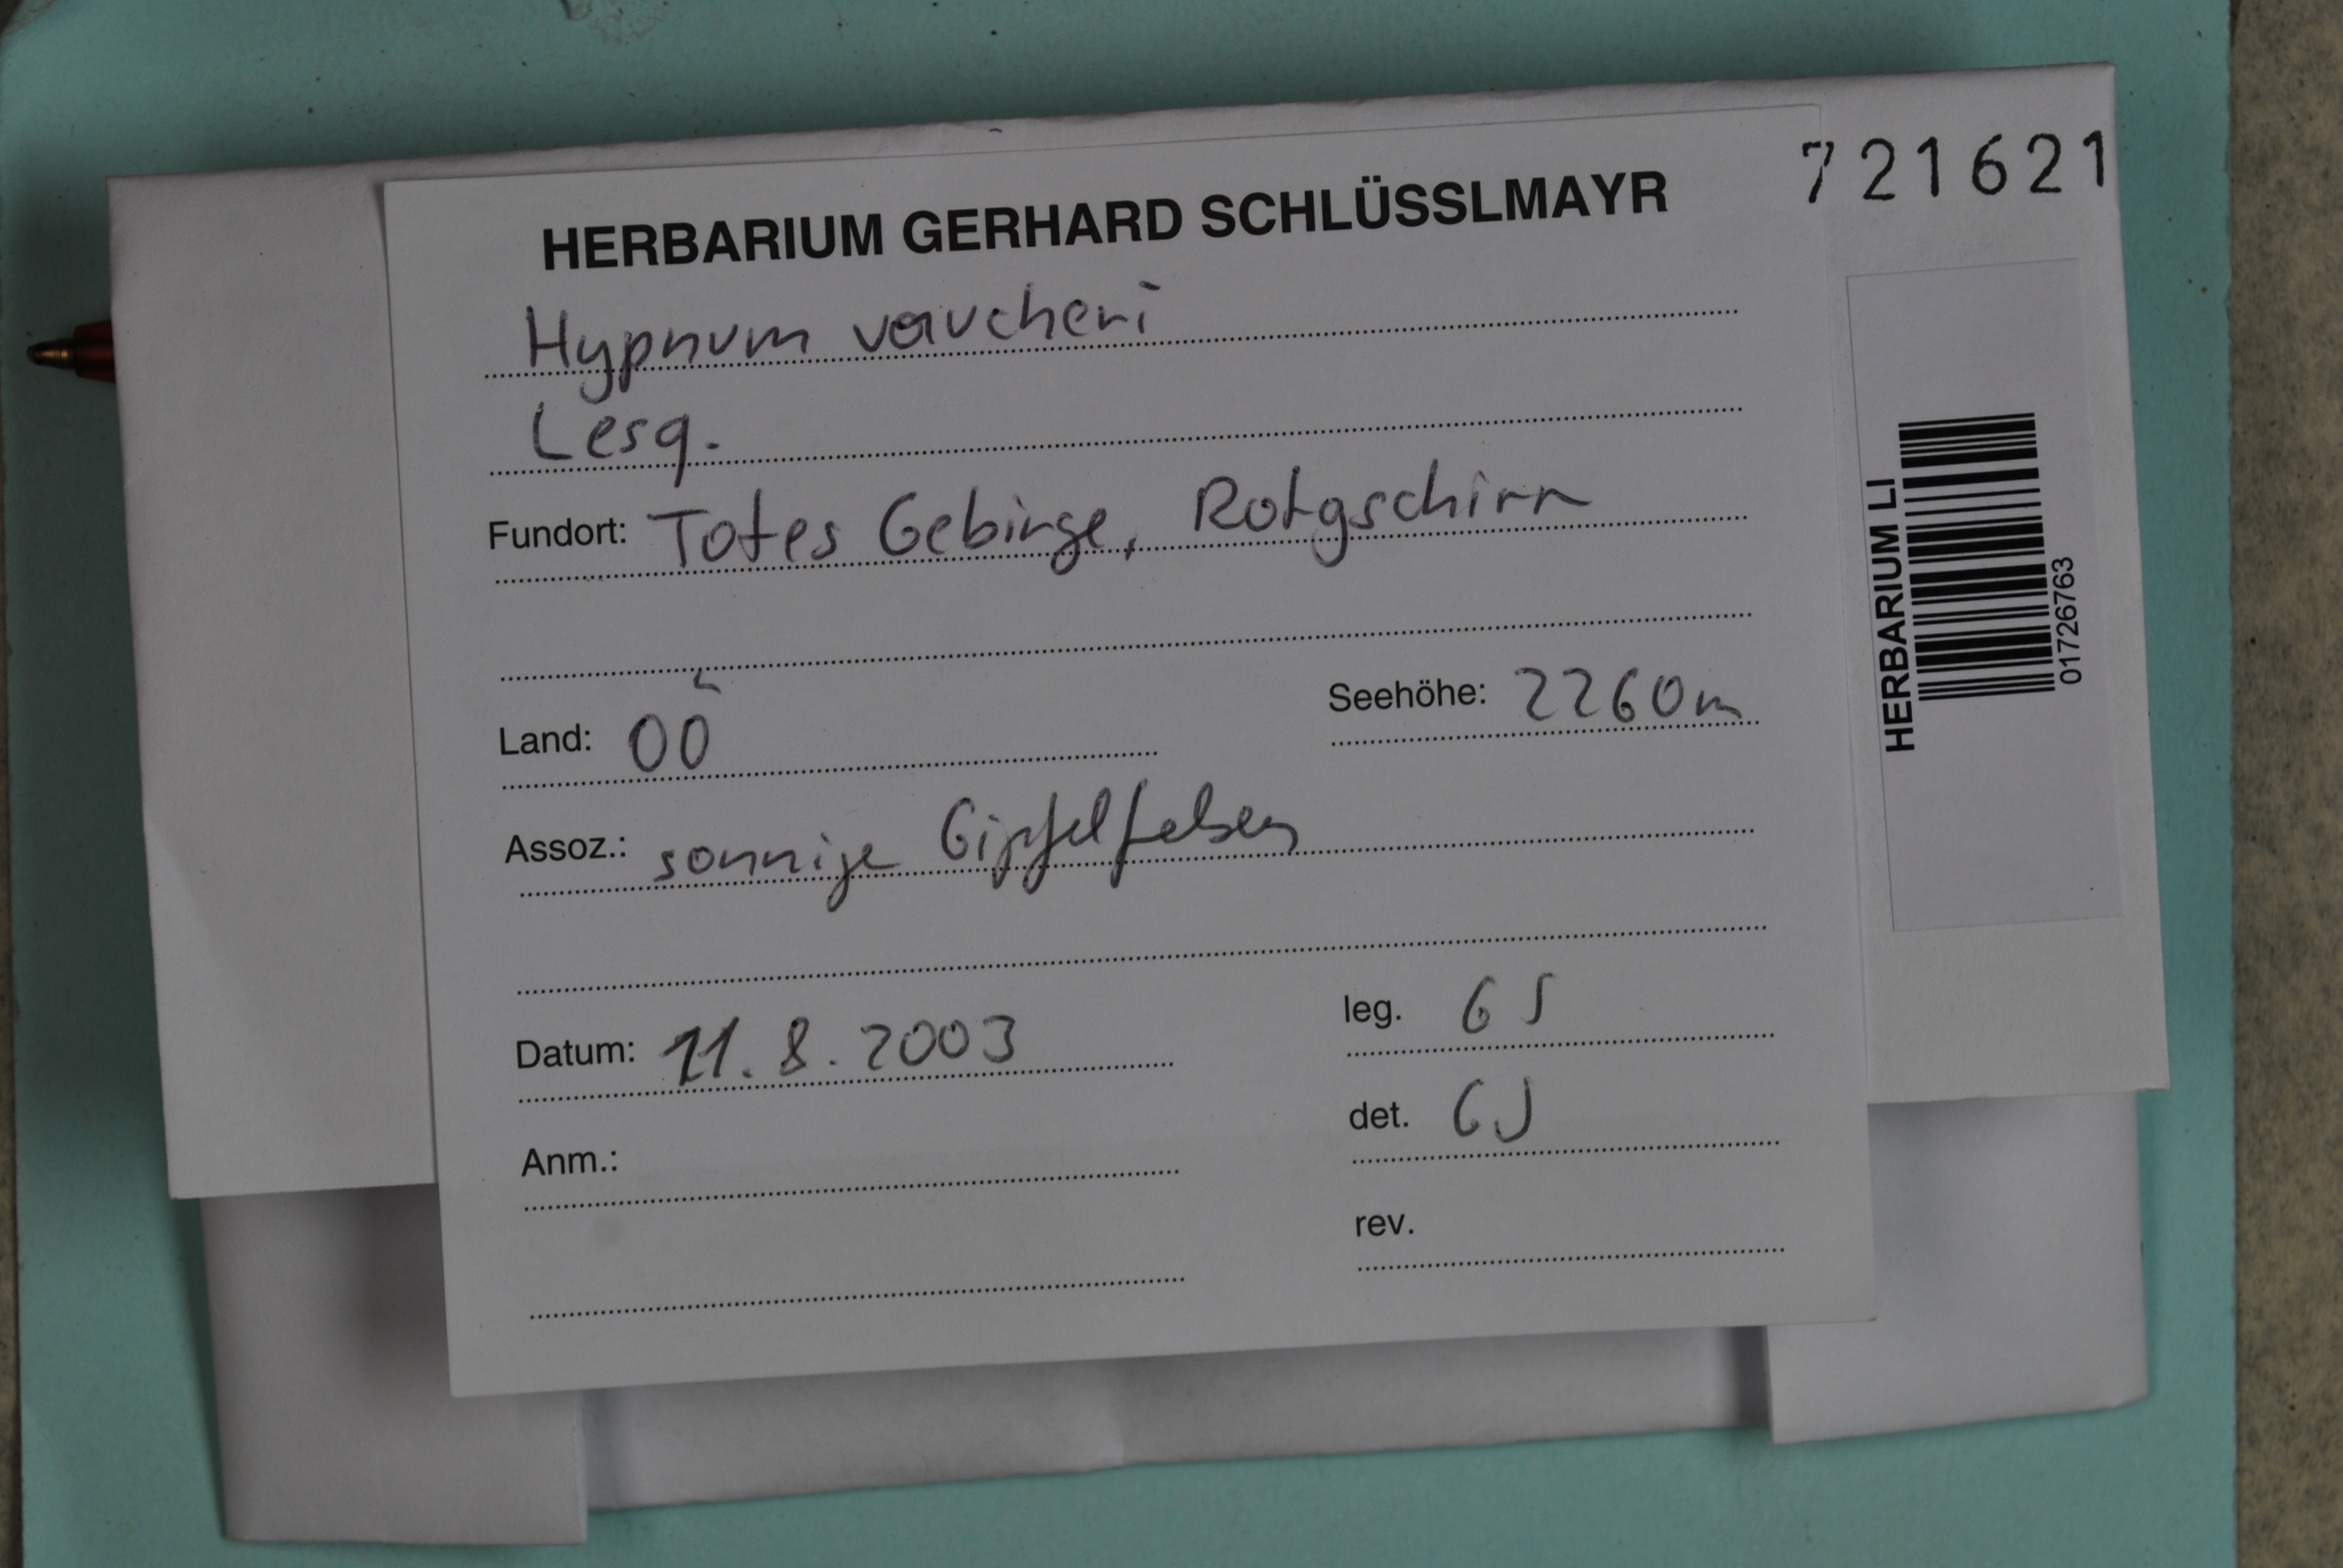 HERBARIUM GERHARD SCHLÜSSLMAYR
721621
Hypnum vaucheri
Lesq.
Fundort: Totes Gebirge, Rotgschirr
Land: OÖ
Seehöhe: 2260m
Assoz.: sonnige Gipfelfelsen
Datum: 11.8.2003
leg. GS
det. GS
Anm.:
rev.
HERBARIUM LI
01726763